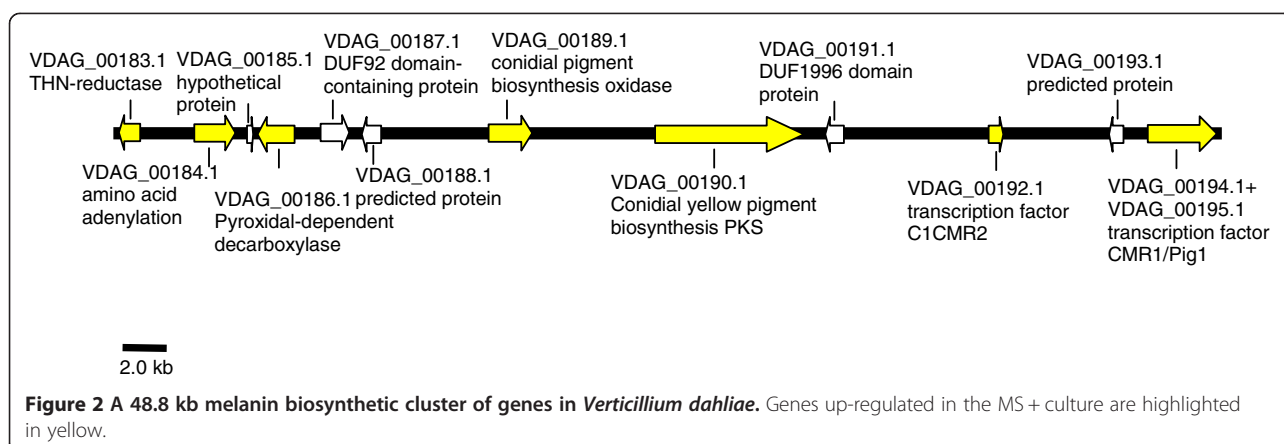 VDAG_00183.1
THN-reductase
VDAG_00185.1
hypothetical
protein
VDAG_00187.1
DUF92 domain-
containing protein
VDAG_00189.1
conidial pigment
biosynthesis oxidase
VDAG_00191.1
DUF1996 domain
protein
VDAG_00193.1
predicted protein
VDAG_00184.1
amino acid
adenylation
VDAG_00186.1
Pyroxidal-dependent
decarboxylase
VDAG_00188.1
predicted protein
VDAG_00190.1
Conidial yellow pigment
biosynthesis PKS
VDAG_00192.1
transcription factor
C1CMR2
VDAG_00194.1+
VDAG_00195.1
transcription factor
CMR1/Pig1
2.0 kb
Figure 2 A 48.8 kb melanin biosynthetic cluster of genes in Verticillium dahliae. Genes up-regulated in the MS + culture are highlighted
in yellow.